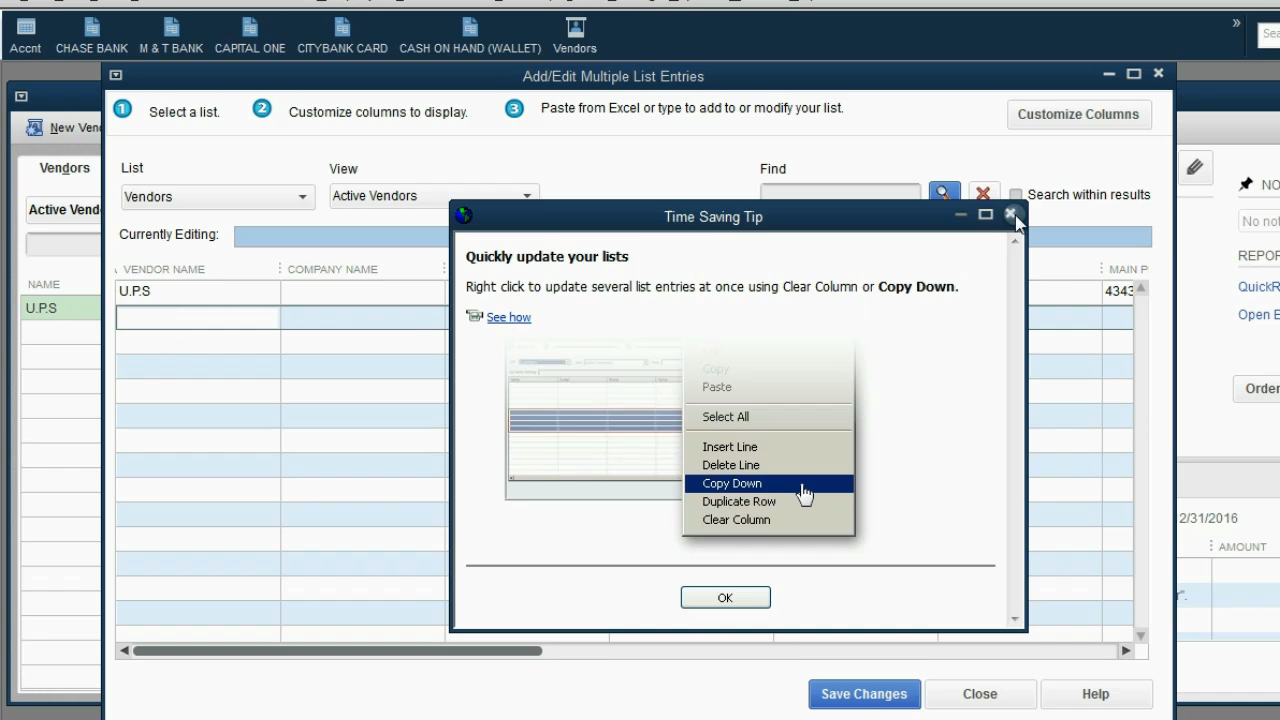 Accnt CHASE BANK M & T BANK CAPITAL ONE CITYBANK CARD CASH ON HAND (WALLET) Vendors »
Add/Edit Multiple List Entries
1 Select a list. 2 Customize columns to display. 3 Paste from Excel or type to add to or modify your list. Customize Columns
New
Vendors
List View Find
Vendors Active Vendors Search within results
Active
Currently Editing:
VENDOR NAME COMPANY NAME MAIN P
U.P.S 4343
NAME
U.P.S
Time Saving Tip
Quickly update your lists
Right click to update several list entries at once using Clear Column or Copy Down.
See how
Copy
Paste
Select All
Insert Line
Delete Line
Copy Down
Duplicate Row
Clear Column
OK
Save Changes Close Help
No
REPOR
Open
Order
2/31/2016
AMOUNT